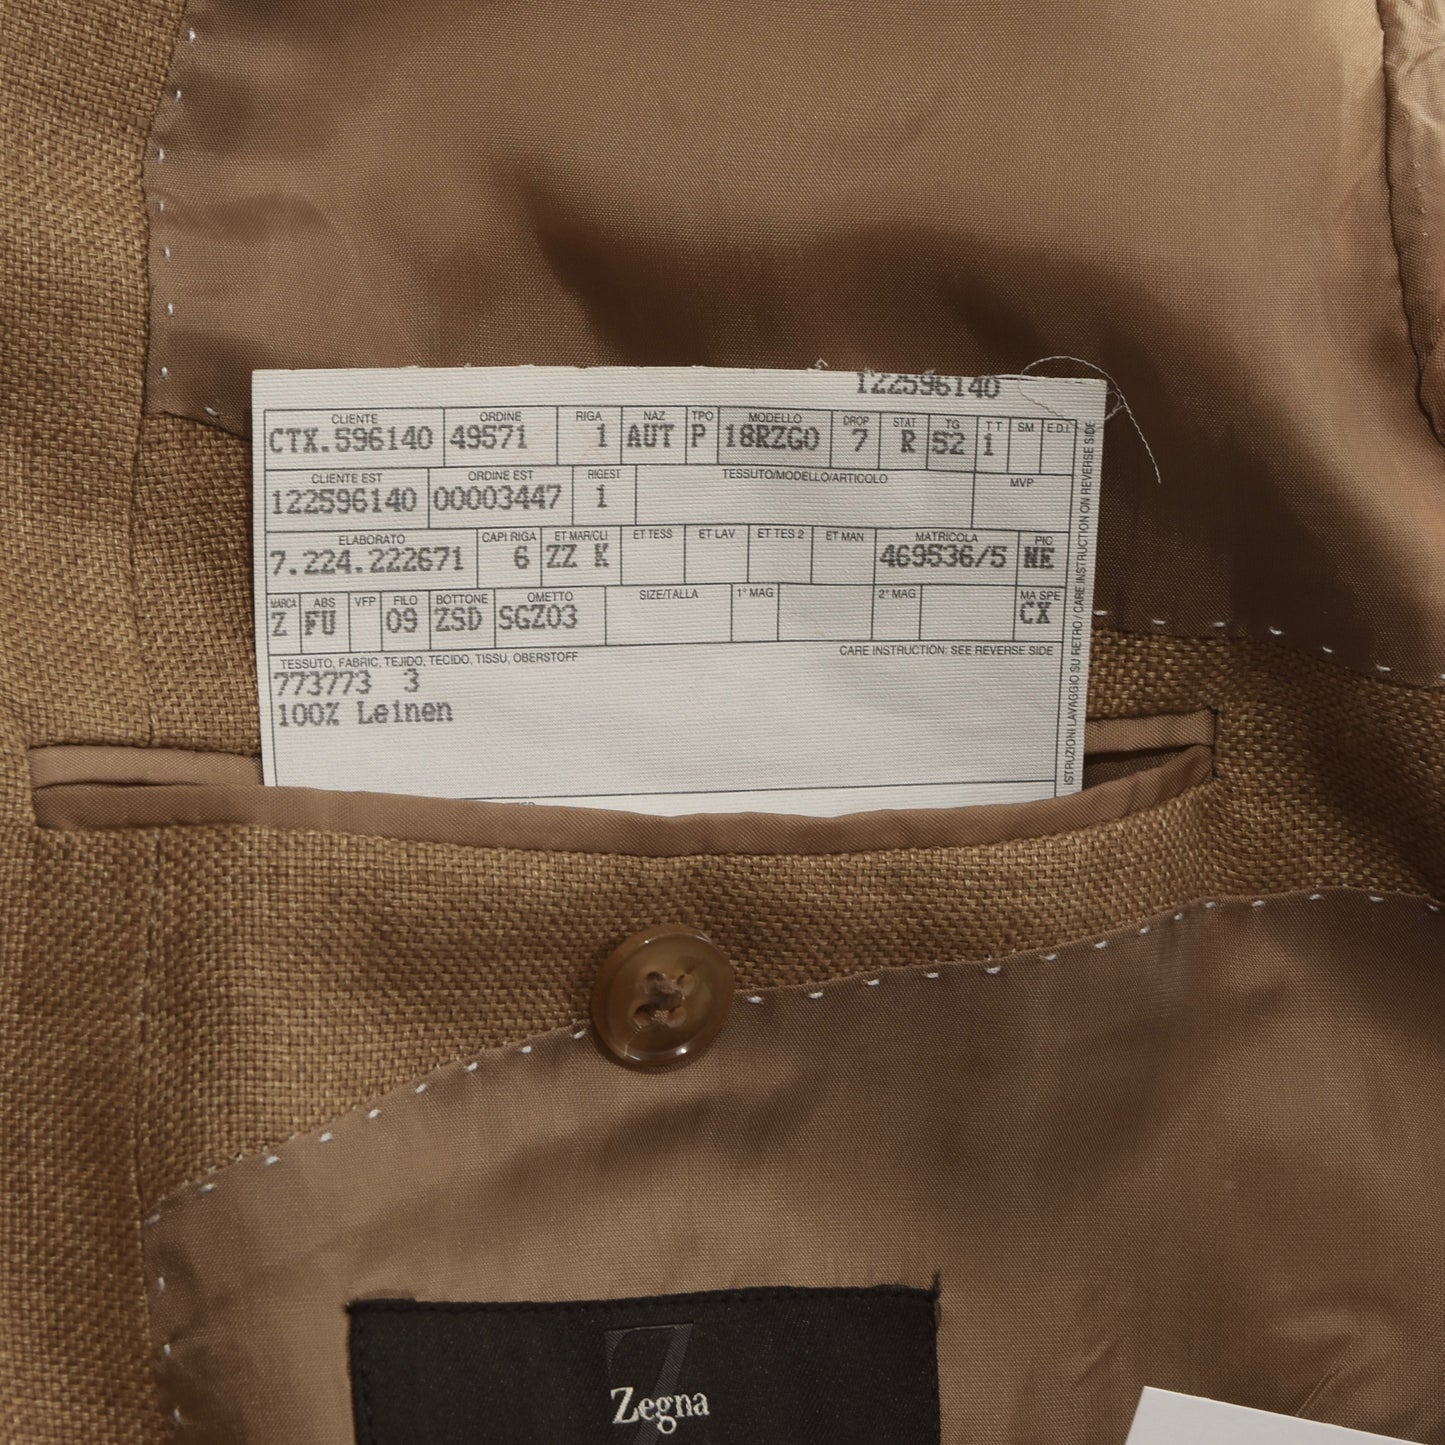 122596140
CLIENTE ORDINE RIGA NAZ TPO MODELLO DROP STAT TG TT SM EDI
CTX.596140 49571 1 AUT P 18RZG0 7 R 52 1
CLIENTE EST ORDINE EST RIGEST TESSUTO/MODELLO/ARTICOLO MVP
122596140 00003447 1
ELABORATO CAPI RIGA ET MAR/CLI ET TESS ET LAV ET TES 2 ET MAN MATRICOLA PIC
7.224.222671 6 ZZ K 469536/5 NE
MARCA ABS VFP FILO BOTTONE OMETTO SIZE/TALLA 1° MAG 2° MAG MA SPE
Z FU 09 ZSD SGZ03 CX
TESSUTO, FABRIC, TEJIDO, TECIDO, TISSU, OBERSTOFF CARE INSTRUCTION: SEE REVERSE SIDE
773773 3
100% Leinen
ISTRUZIONI LAVAGGIO SU RETRO / CARE INSTRUCTION ON REVERSE SIDE
Z
Zegna